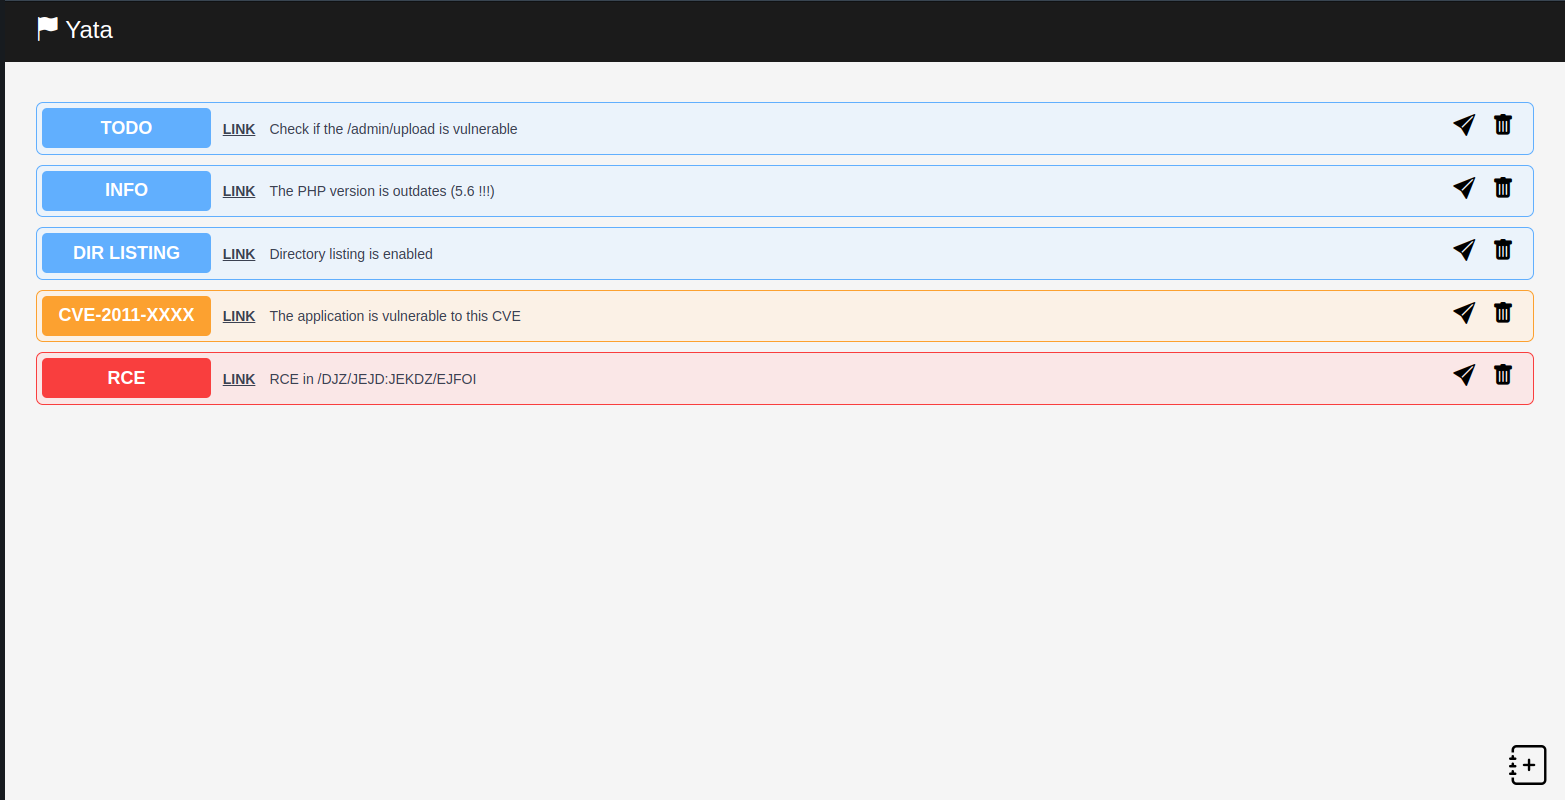 Yata
TODO LINK Check if the /admin/upload is vulnerable
INFO LINK The PHP version is outdates (5.6 !!!)
DIR LISTING LINK Directory listing is enabled
CVE-2011-XXXX LINK The application is vulnerable to this CVE
RCE LINK RCE in /DJZ/JEJD:JEKDZ/EJFOI